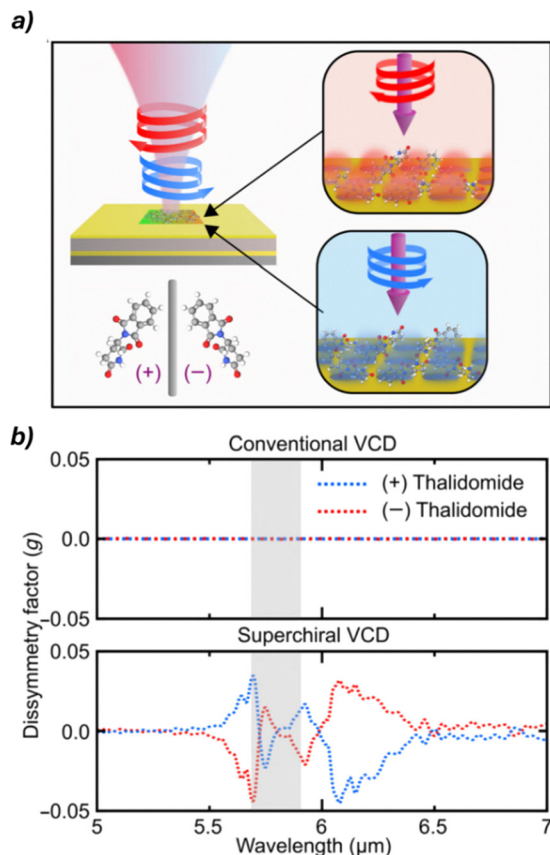 a)
(+) (−)
b)
Conventional VCD
0.05
(+) Thalidomide
(−) Thalidomide
0.0
−0.05
Dissymmetry factor (g)
Superchiral VCD
0.05
0.0
−0.05
5 5.5 6 6.5 7
Wavelength (μm)